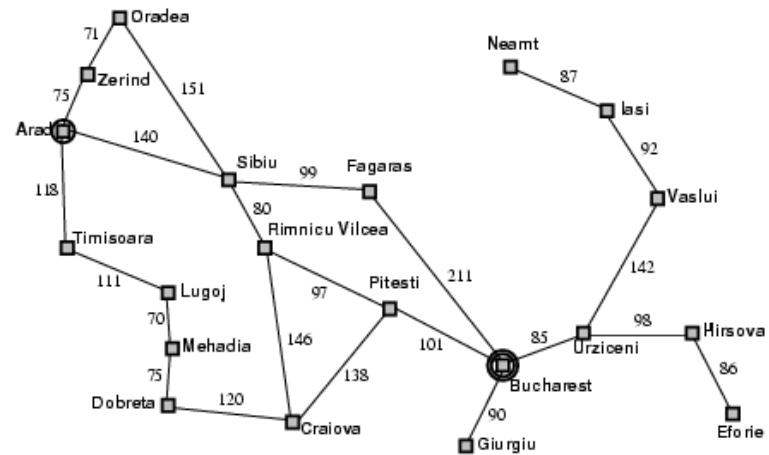 Oradea
71
Neamt
Zerind
87
151
75
Iasi
Arad
140
92
Sibiu
Fagaras
99
118
Vaslui
80
Timisoara
Rimnicu Vilcea
142
111
211
Lugoj
Pitesti
97
70
98
Hirsova
146
85
Mehadia
101
Urziceni
75
138
86
Bucharest
120
Dobreta
90
Craiova
Eforie
Giurgiu